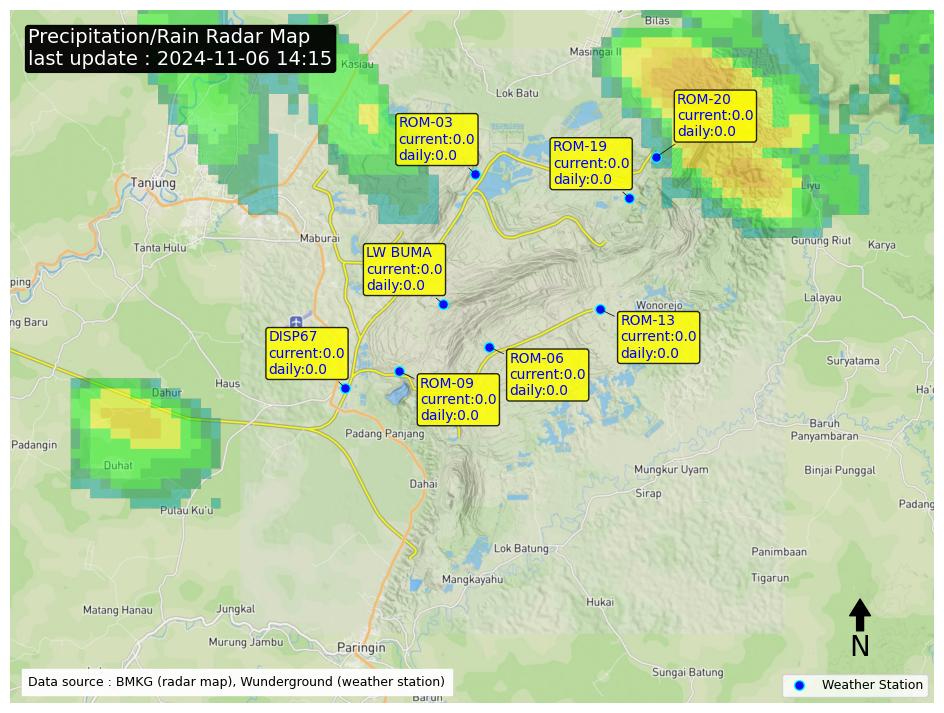 Precipitation/Rain Radar Map
last update : 2024-11-06 14:15
Bilas
Masingai II
Kasiau
Lok Batu
ROM-20
current:0.0
daily:0.0
ROM-03
current:0.0
daily:0.0
ROM-19
current:0.0
daily:0.0
Tanjung
Liyu
Tanta Hulu
Maburai
Gunung Riut
Karya
LW BUMA
current:0.0
daily:0.0
ping
Lalayau
Wonorejo
ng Baru
ROM-13
current:0.0
daily:0.0
DISP67
current:0.0
daily:0.0
ROM-06
current:0.0
daily:0.0
Suryatama
Haus
Dahur
ROM-09
current:0.0
daily:0.0
Ha'
Baruh
Panyambaran
Padang Panjang
Padangin
Duhat
Mungkur Uyam
Binjai Punggal
Dahai
Sirap
Padang
Pulau Ku'u
Lok Batung
Panimbaan
Mangkayahu
Tigarun
Hukai
Matang Hanau
Jungkal
Murung Jambu
Paringin
N
Sungai Batung
Data source : BMKG (radar map), Wunderground (weather station)
Weather Station
Barun